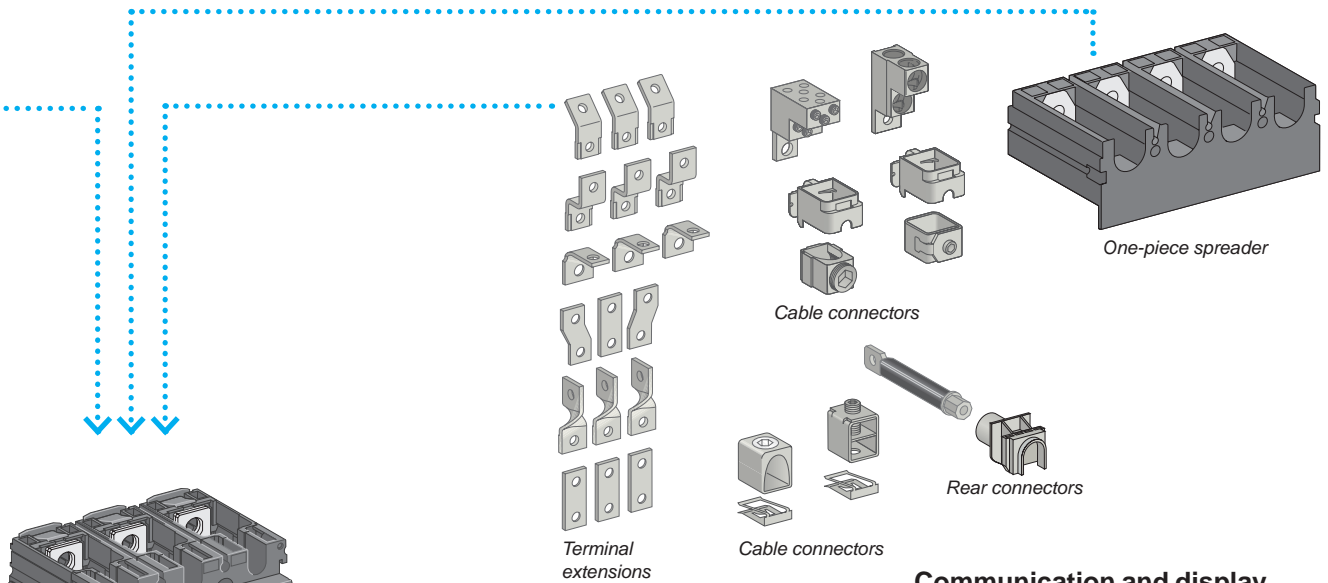 One-piece spreader
Cable connectors
Rear connectors
Terminal
extensions
Cable connectors
Communication and display